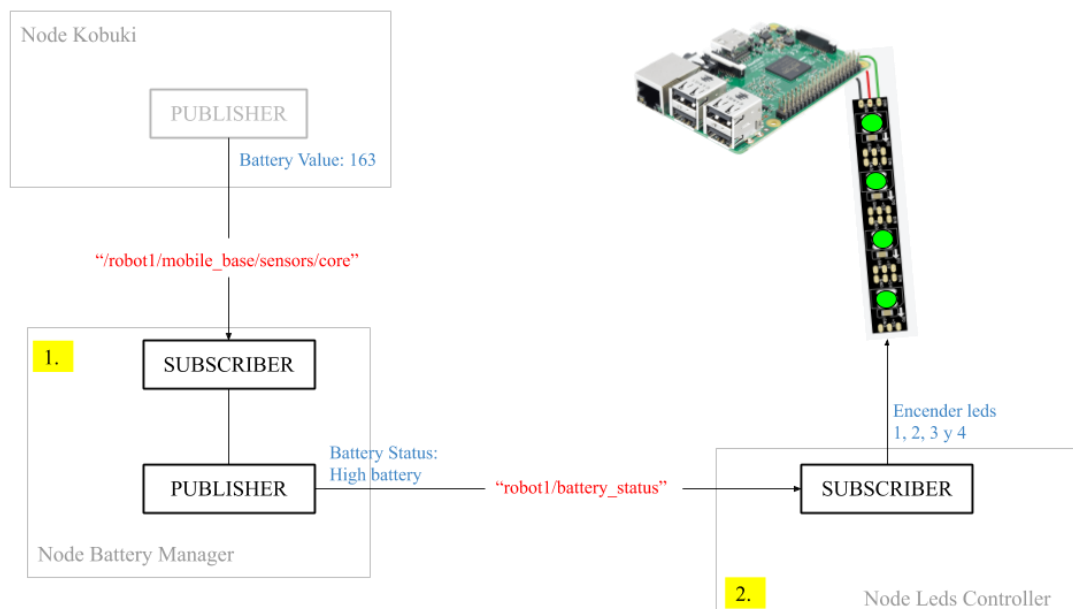 Node Kobuki
PUBLISHER
Battery Value: 163
“/robot1/mobile_base/sensors/core”
1.
SUBSCRIBER
Battery Status:
High battery
PUBLISHER
Node Battery Manager
“robot1/battery_status”
Encender leds
1, 2, 3 y 4
SUBSCRIBER
2.
Node Leds Controller